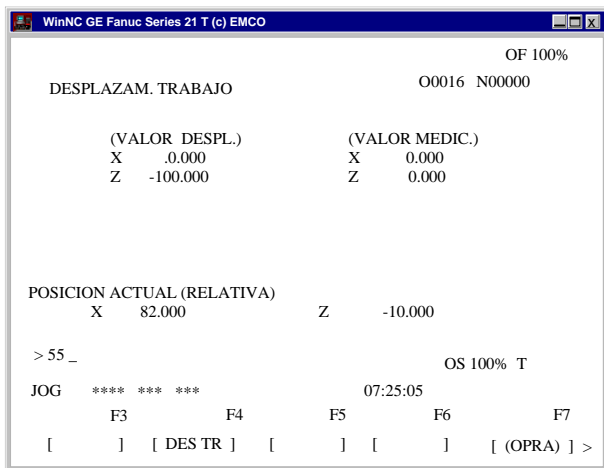 WinNC GE Fanuc Series 21 T (c) EMCO
OF 100%
DESPLAZAM. TRABAJO O0016 N00000
(VALOR DESPL.) (VALOR MEDIC.)
X .0.000 X 0.000
Z -100.000 Z 0.000
POSICION ACTUAL (RELATIVA)
X 82.000 Z -10.000
> 55 _
OS 100% T
JOG **** *** *** 07:25:05
F3 F4 F5 F6 F7
[ ] [ DES TR ] [ ] [ ] [ (OPRA) ] >